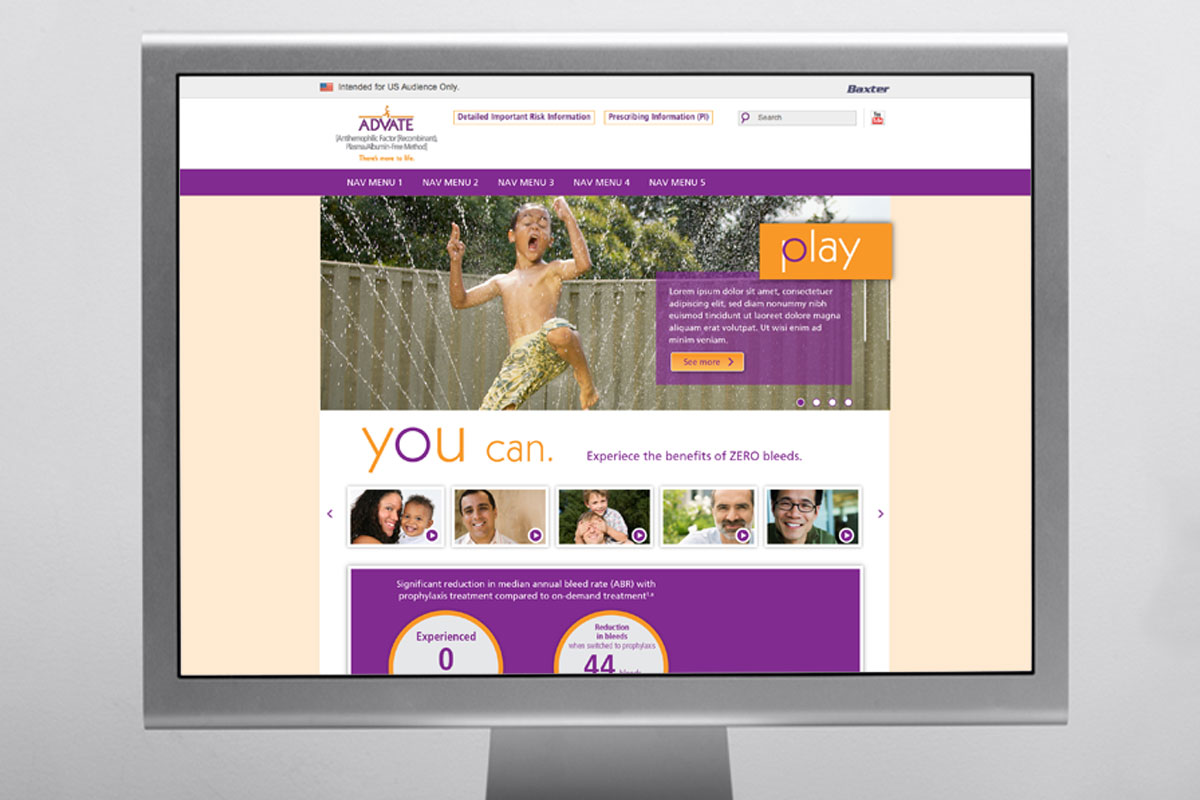 Intended for US Audience Only.
Baxter
ADVATE
[Antihemophilic Factor (Recombinant),
Plasma/Albumin-Free Method]
There's more to life.
Detailed Important Risk Information
Prescribing Information (PI)
Search
You
Tube
NAV MENU 1 NAV MENU 2 NAV MENU 3 NAV MENU 4 NAV MENU 5
play
Lorem ipsum dolor sit amet, consectetuer
adipiscing elit, sed diam nonummy nibh
euismod tincidunt ut laoreet dolore magna
aliquam erat volutpat. Ut wisi enim ad
minim veniam.
See more
you can.
Experiece the benefits of ZERO bleeds.
Significant reduction in median annual bleed rate (ABR) with
prophylaxis treatment compared to on-demand treatment¹,*
Experienced
0
Reduction
in bleeds
when switched to prophylaxis
44 bleeds